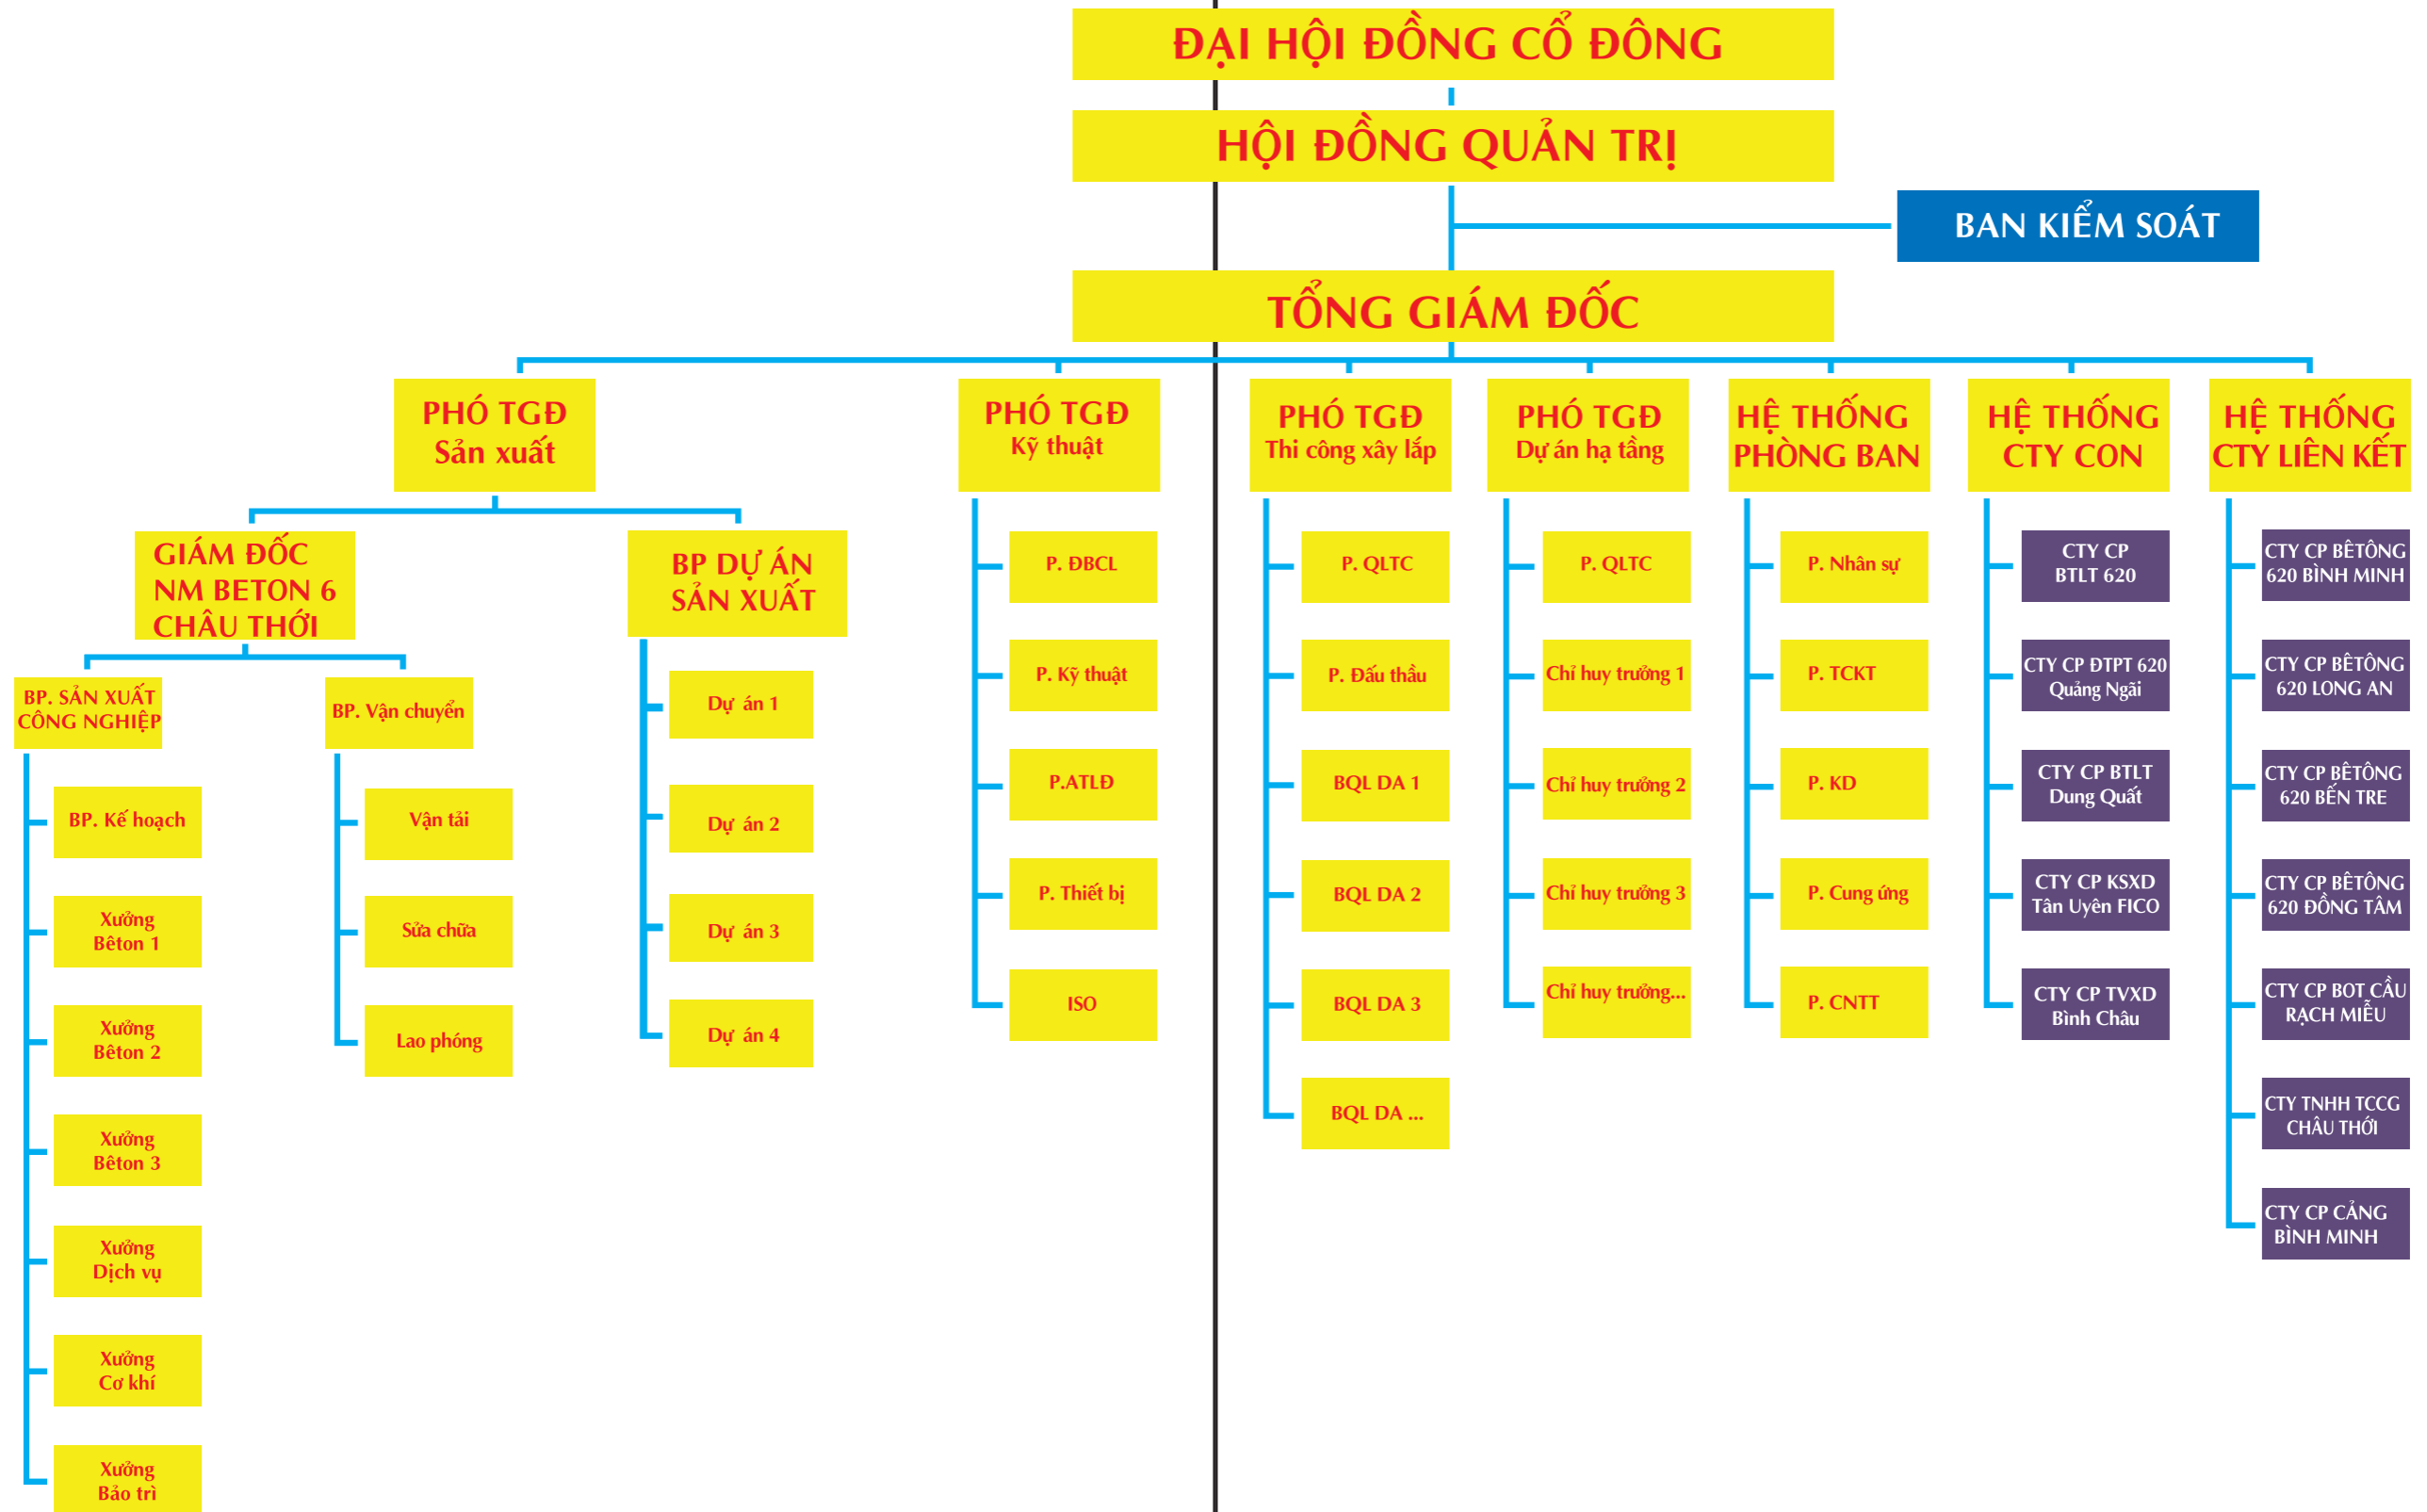 ĐẠI HỘI ĐỒNG CỔ ĐÔNG
HỘI ĐỒNG QUẢN TRỊ
BAN KIỂM SOÁT
TỔNG GIÁM ĐỐC
PHÓ TGĐ
Sản xuất
PHÓ TGĐ
Kỹ thuật
PHÓ TGĐ
Thi công xây lắp
PHÓ TGĐ
Dự án hạ tầng
HỆ THỐNG
PHÒNG BAN
HỆ THỐNG
CTY CON
HỆ THỐNG
CTY LIÊN KẾT
GIÁM ĐỐC
NM BETON 6
CHÂU THỚI
BP DỰ ÁN
SẢN XUẤT
BP. SẢN XUẤT
CÔNG NGHIỆP
BP. Vận chuyển
BP. Kế hoạch
Xưởng
Bêton 1
Xưởng
Bêton 2
Xưởng
Bêton 3
Xưởng
Dịch vụ
Xưởng
Cơ khí
Xưởng
Bảo trì
Vận tải
Sửa chữa
Lao phóng
Dự án 1
Dự án 2
Dự án 3
Dự án 4
P. ĐBCL
P. Kỹ thuật
P.ATLĐ
P. Thiết bị
ISO
P. QLTC
P. Đấu thầu
BQL DA 1
BQL DA 2
BQL DA 3
BQL DA ...
P. QLTC
Chỉ huy trưởng 1
Chỉ huy trưởng 2
Chỉ huy trưởng 3
Chỉ huy trưởng...
P. Nhân sự
P. TCKT
P. KD
P. Cung ứng
P. CNTT
CTY CP
BTLT 620
CTY CP ĐTPT 620
Quảng Ngãi
CTY CP BTLT
Dung Quất
CTY CP KSXD
Tân Uyên FICO
CTY CP TVXD
Bình Châu
CTY CP BÊTÔNG
620 BÌNH MINH
CTY CP BÊTÔNG
620 LONG AN
CTY CP BÊTÔNG
620 BẾN TRE
CTY CP BÊTÔNG
620 ĐỒNG TÂM
CTY CP BOT CẦU
RẠCH MIỄU
CTY TNHH TCCG
CHÂU THỚI
CTY CP CẢNG
BÌNH MINH